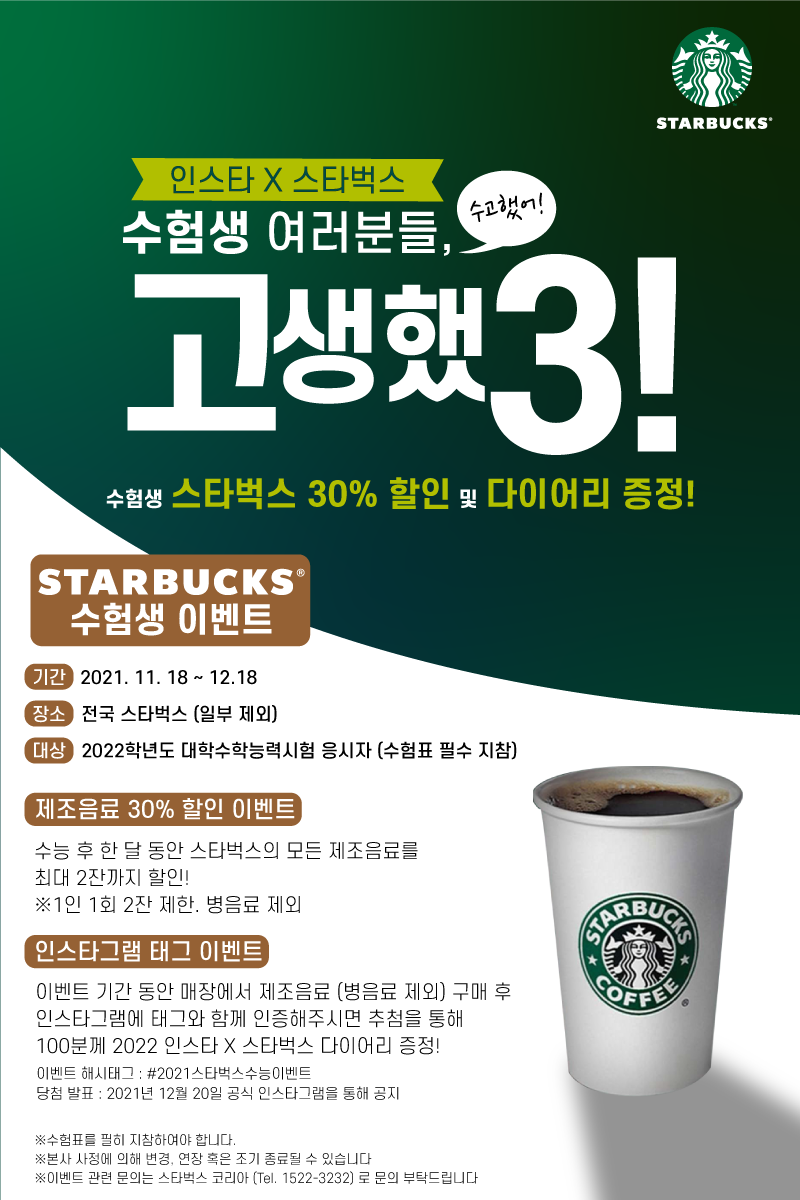 STARBUCKS®
인스타 X 스타벅스
수고했어!
수험생 여러분들,
고생했3!
수험생 스타벅스 30% 할인 및 다이어리 증정!
STARBUCKS®
수험생 이벤트
기간 2021. 11. 18 ~ 12.18
장소 전국 스타벅스 (일부 제외)
대상 2022학년도 대학수학능력시험 응시자 (수험표 필수 지참)
제조음료 30% 할인 이벤트
수능 후 한 달 동안 스타벅스의 모든 제조음료를
최대 2잔까지 할인!
※1인 1회 2잔 제한. 병음료 제외
인스타그램 태그 이벤트
이벤트 기간 동안 매장에서 제조음료 (병음료 제외) 구매 후
인스타그램에 태그와 함께 인증해주시면 추첨을 통해
100분께 2022 인스타 X 스타벅스 다이어리 증정!
이벤트 해시태그 : #2021스타벅스수능이벤트
당첨 발표 : 2021년 12월 20일 공식 인스타그램을 통해 공지
STARBUCKS
COFFEE®
※수험표를 필히 지참하여야 합니다.
※본사 사정에 의해 변경, 연장 혹은 조기 종료될 수 있습니다
※이벤트 관련 문의는 스타벅스 코리아 (Tel. 1522-3232) 로 문의 부탁드립니다